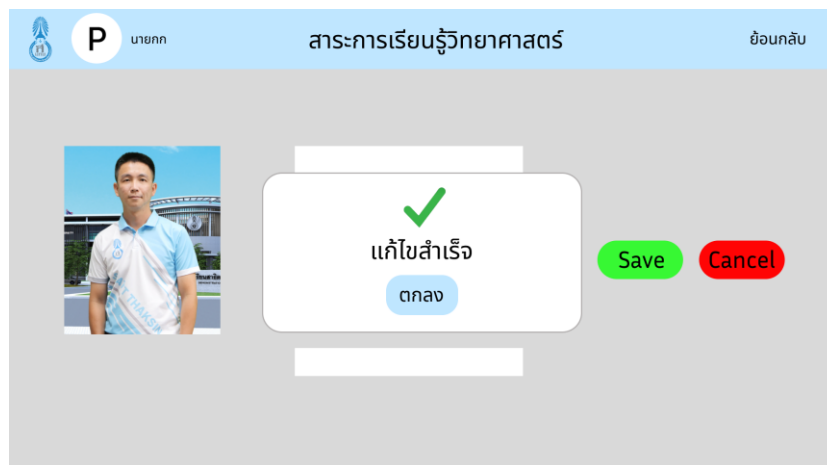 P
นายกก
สาระการเรียนรู้วิทยาศาสตร์
ย้อนกลับ
แก้ไขสำเร็จ
ตกลง
Save
Cancel